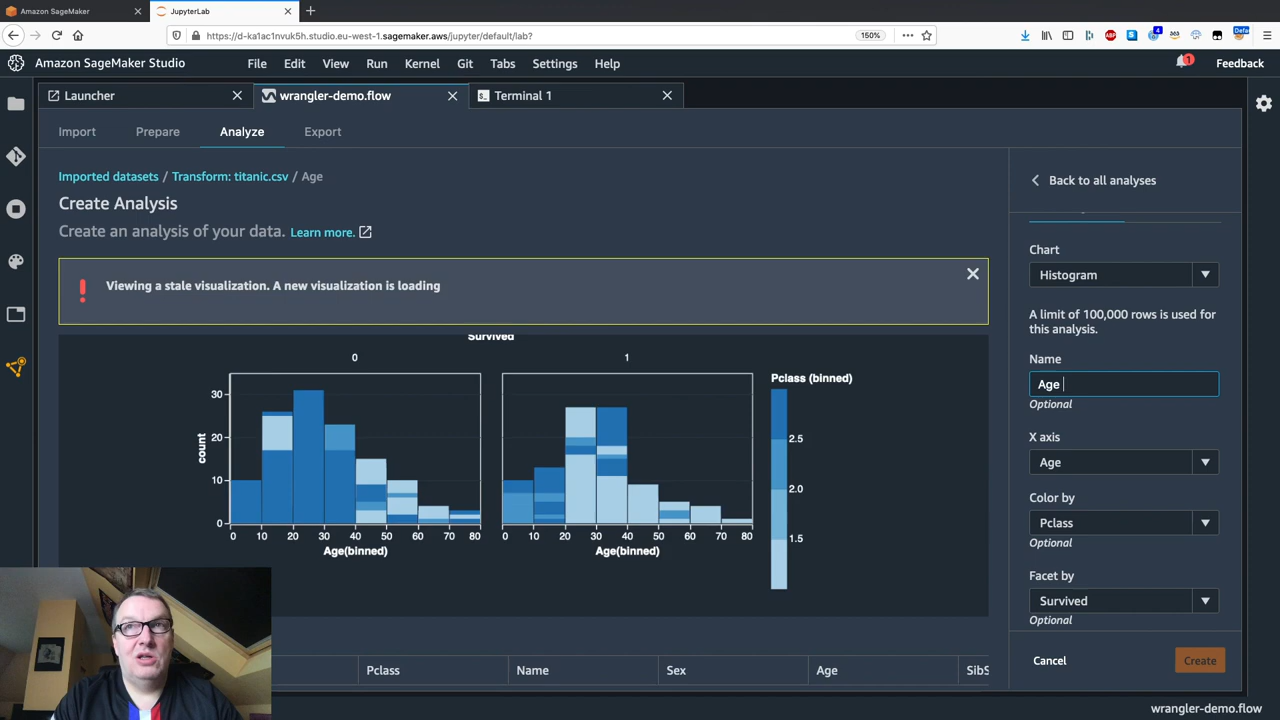 Amazon SageMaker
JupyterLab
https://d-ka1ac1nvuk5h.studio.eu-west-1.sagemaker.aws/jupyter/default/lab?
150%
ABP
4
Defa
Amazon SageMaker Studio
File Edit View Run Kernel Git Tabs Settings Help
1
Feedback
Launcher
wrangler-demo.flow
Terminal 1
Import
Prepare
Analyze
Export
Imported datasets / Transform: titanic.csv / Age
Create Analysis
Create an analysis of your data. Learn more.
Viewing a stale visualization. A new visualization is loading
Survived
0
1
count
30
20
10
0
0 10 20 30 40 50 60 70 80
Age(binned)
0 10 20 30 40 50 60 70 80
Age(binned)
Pclass (binned)
2.5
2.0
1.5
Pclass
Name
Sex
Age
SibS
Back to all analyses
Chart
Histogram
A limit of 100,000 rows is used for
this analysis.
Name
Age
Optional
X axis
Age
Color by
Pclass
Optional
Facet by
Survived
Optional
Cancel
Create
wrangler-demo.flow